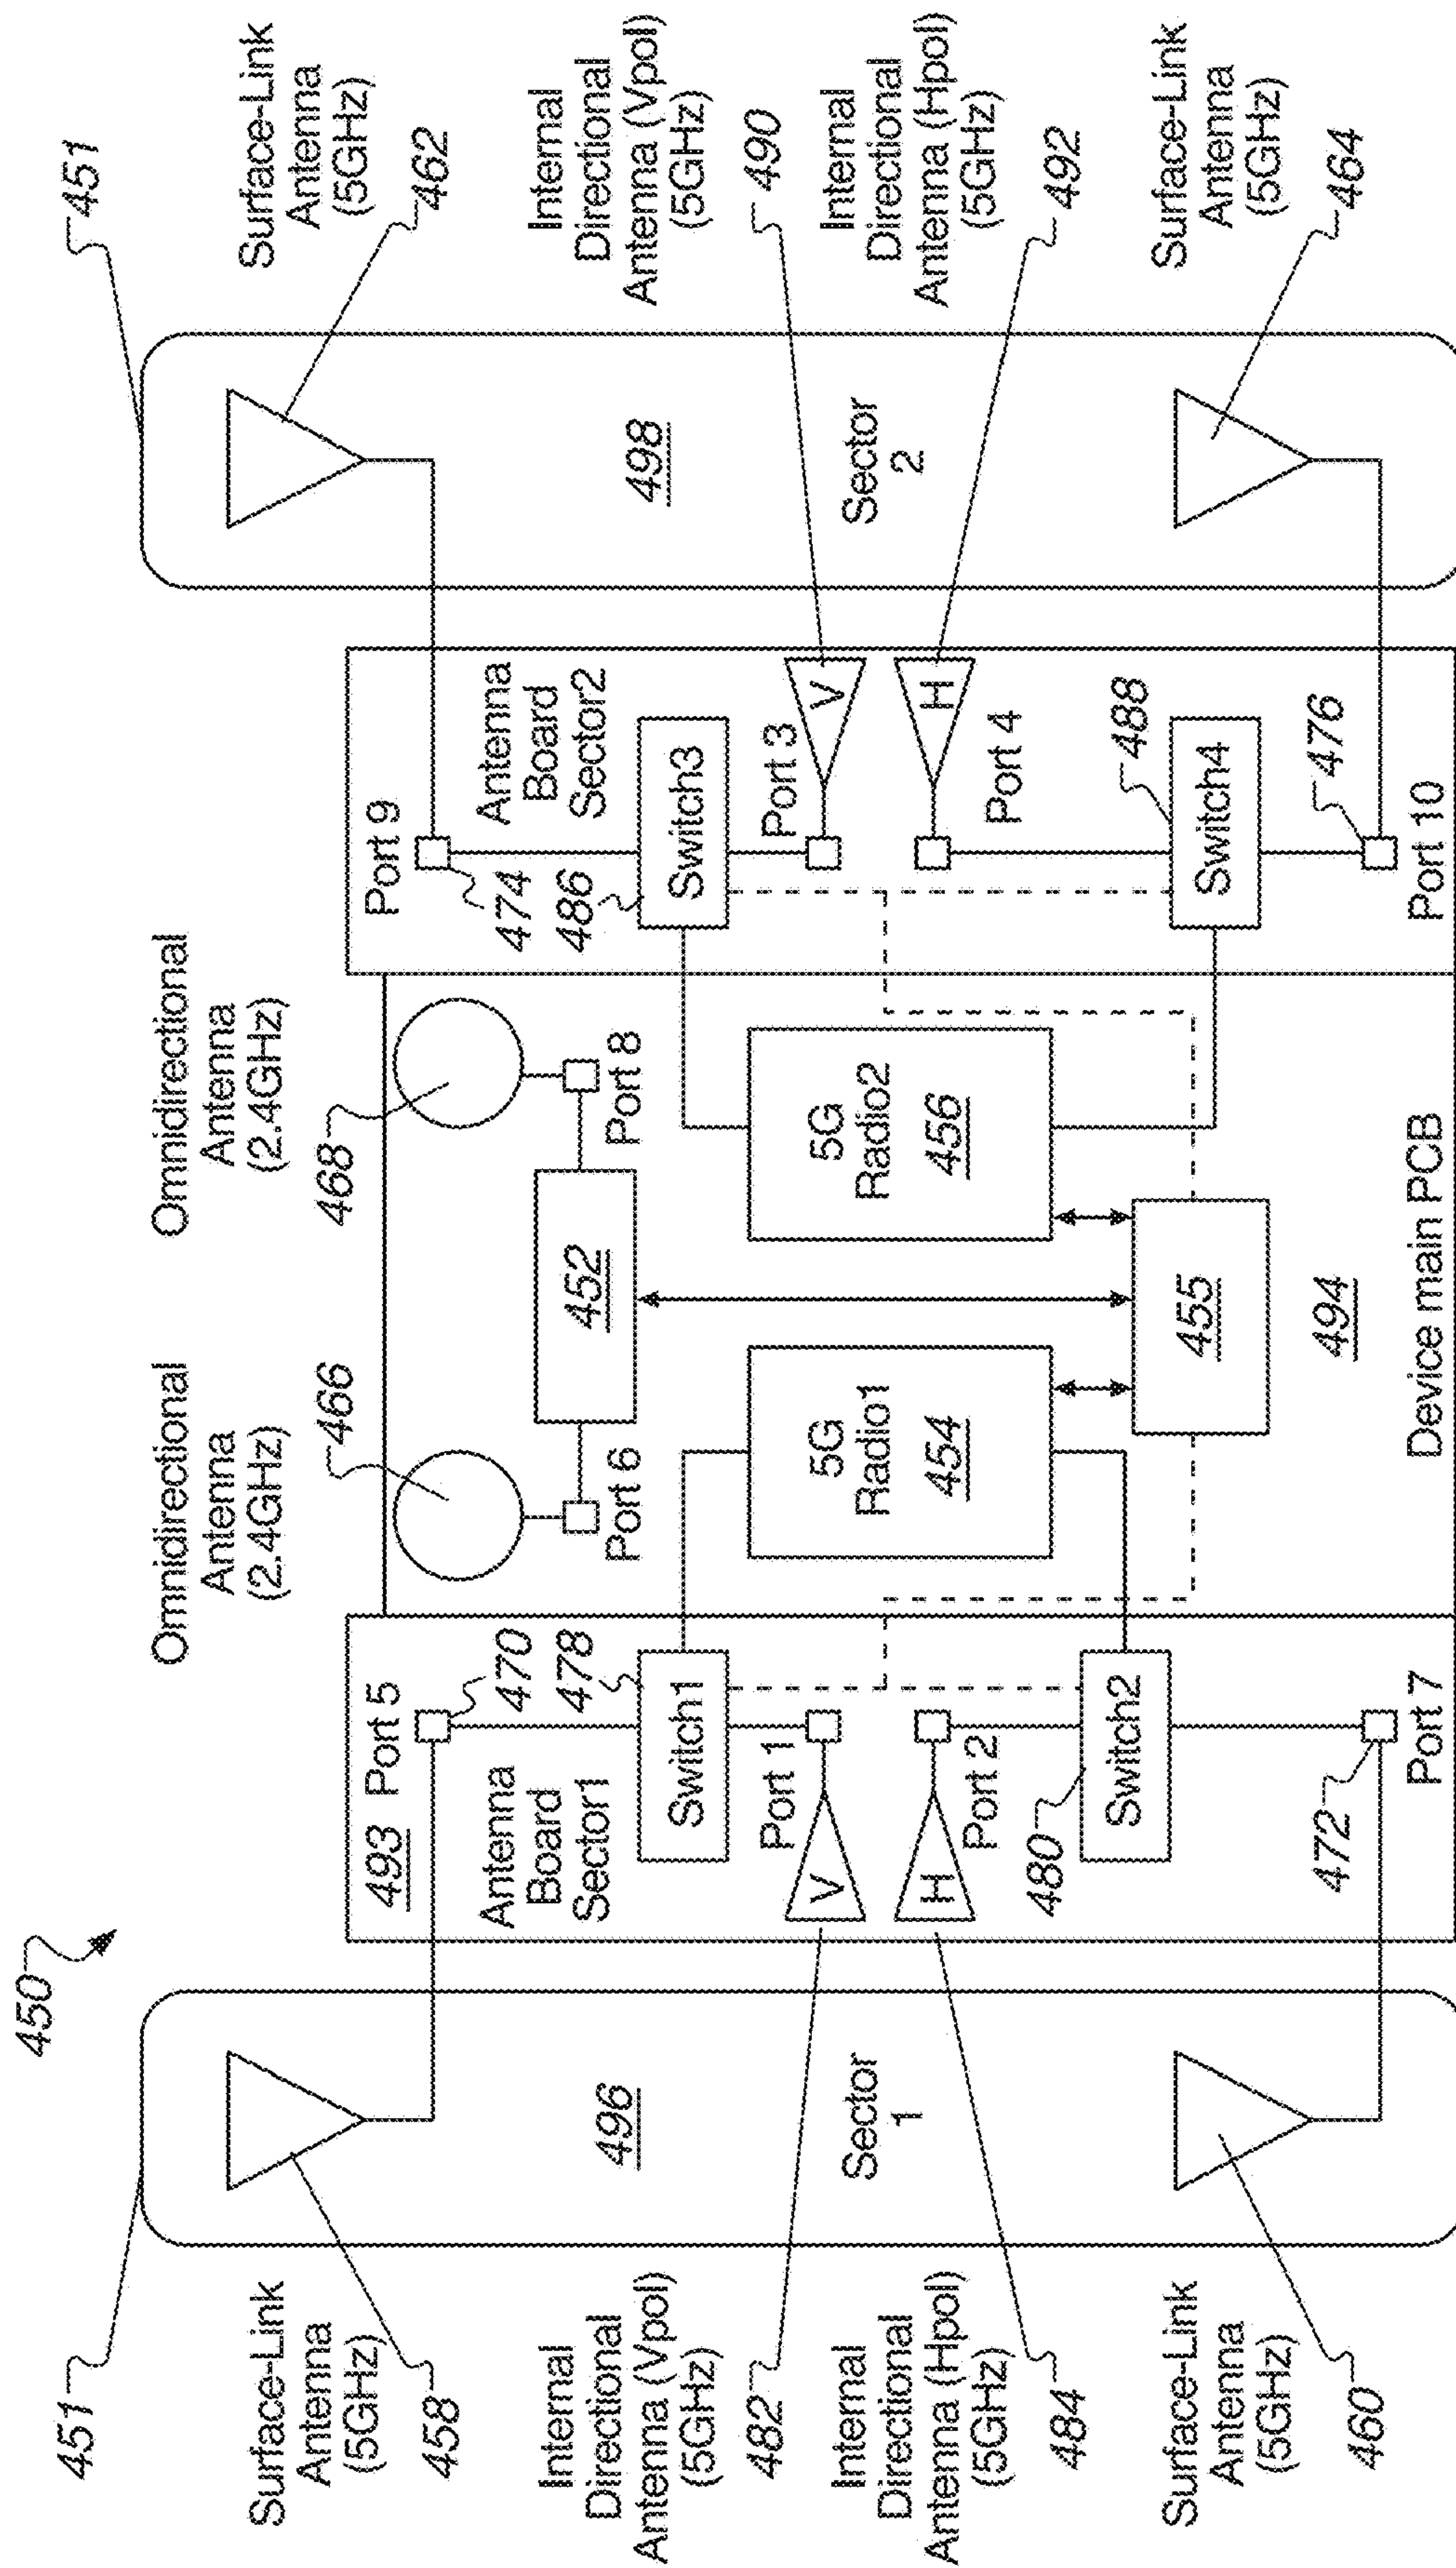 450
451
Surface-Link
Antenna
(5GHz)
458
Internal
Directional
Antenna (Vpol)
(5GHz)
482
Internal
Directional
Antenna (Hpol)
(5GHz)
484
Surface-Link
Antenna
(5GHz)
460
496
Sector
1
493
Port 5
470
Antenna
Board
Sector1
478
Switch1
Port 1
V
H
Port 2
480
Switch2
472
Port 7
Omnidirectional
Antenna
(2.4GHz)
466
Omnidirectional
Antenna
(2.4GHz)
468
Port 6
452
Port 8
5G
Radio1
454
5G
Radio2
456
455
494
Device main PCB
Port 9
474
Antenna
Board
Sector2
486
Switch3
Port 3
V
H
Port 4
488
Switch4
476
Port 10
498
Sector
2
451
Surface-Link
Antenna
(5GHz)
462
Internal
Directional
Antenna (Vpol)
(5GHz)
490
Internal
Directional
Antenna (Hpol)
(5GHz)
492
Surface-Link
Antenna
(5GHz)
464